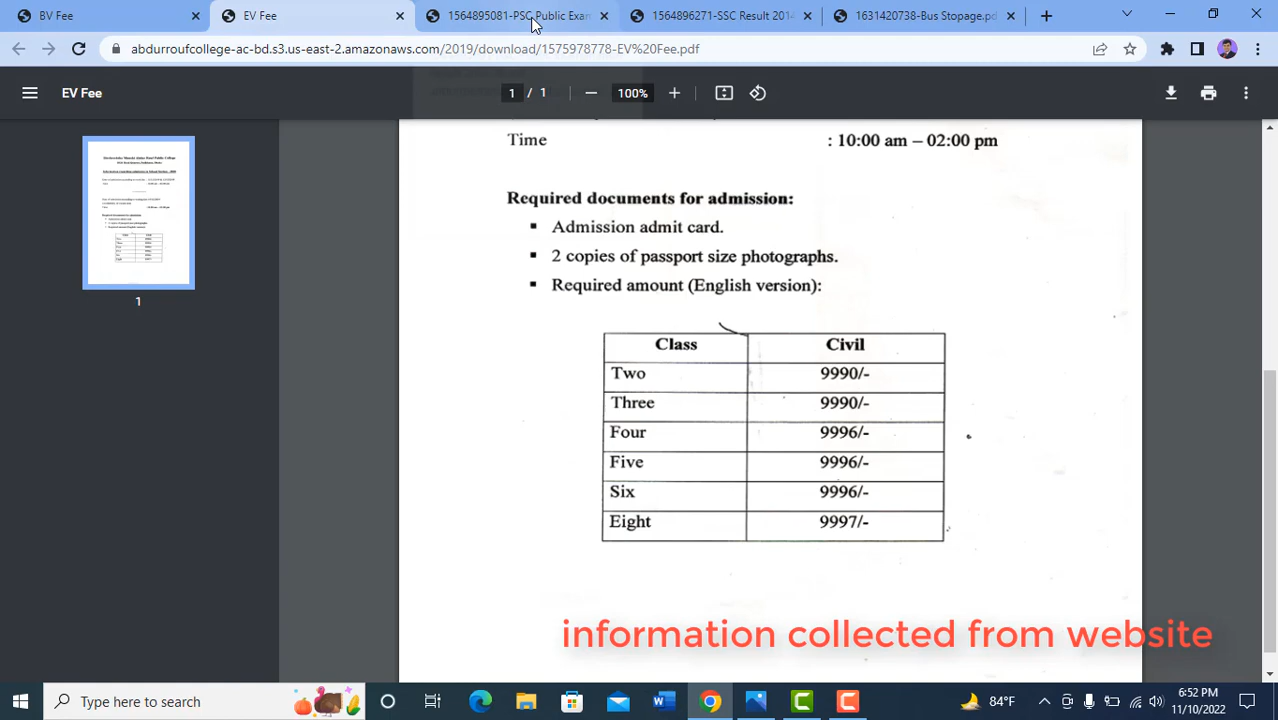 BV Fee
EV Fee
1564895081-PSC Public Exam
1564896271-SSC Result 2014
1631420738-Bus Stopage.pd
abdurroufcollege-ac-bd.s3.us-east-2.amazonaws.com/2019/download/1575978778-EV%20Fee.pdf
EV Fee
1 / 1
100%
Time : 10:00 am – 02:00 pm
Required documents for admission:
Admission admit card.
2 copies of passport size photographs.
Required amount (English version):
Class Civil
Two 9990/-
Three 9990/-
Four 9996/-
Five 9996/-
Six 9996/-
Eight 9997/-
1
information collected from website
Type here to search
84°F
6:52 PM
11/10/2022